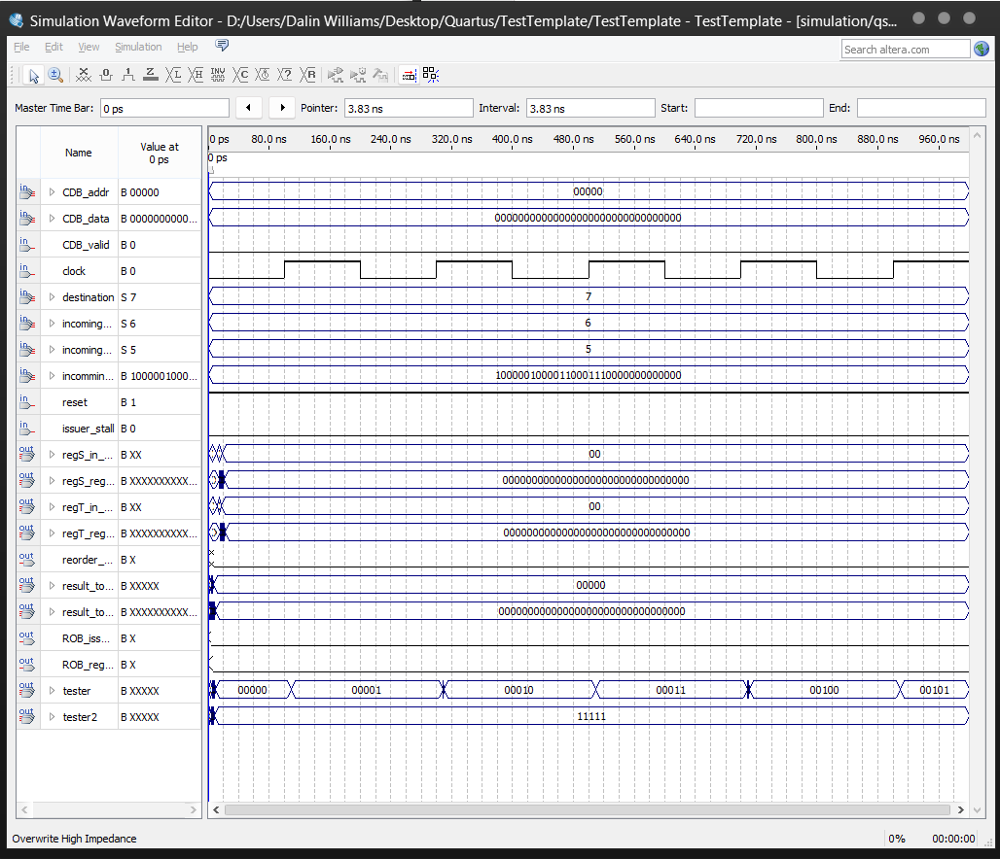 Simulation Waveform Editor - D:/Users/Dalin Williams/Desktop/Quartus/TestTemplate/TestTemplate - TestTemplate - [simulation/qs...
File Edit View Simulation Help
Search altera.com
Master Time Bar: 0 ps Pointer: 3.83 ns Interval: 3.83 ns Start: End:
Name Value at 0 ps
0 ps 80.0 ns 160.0 ns 240.0 ns 320.0 ns 400.0 ns 480.0 ns 560.0 ns 640.0 ns 720.0 ns 800.0 ns 880.0 ns 960.0 ns
0 ps
in CDB_addr B 00000 00000
in CDB_data B 0000000000... 00000000000000000000000000000000
in CDB_valid B 0
in clock B 0
in destination S 7 7
in incoming... S 6 6
in incoming... S 5 5
in incommin... B 1000001000... 10000010000110001110000000000000
in reset B 1
in issuer_stall B 0
out regS_in_... B XX 00
out regS_reg... B XXXXXXXXXX... 00000000000000000000000000000000
out regT_in_... B XX 00
out regT_reg... B XXXXXXXXXX... 00000000000000000000000000000000
out reorder_... B X
out result_to... B XXXXX 00000
out result_to... B XXXXXXXXXX... 00000000000000000000000000000000
out ROB_iss... B X
out ROB_reg... B X
out tester B XXXXX 00000 00001 00010 00011 00100 00101
out tester2 B XXXXX 11111
Overwrite High Impedance 0% 00:00:00